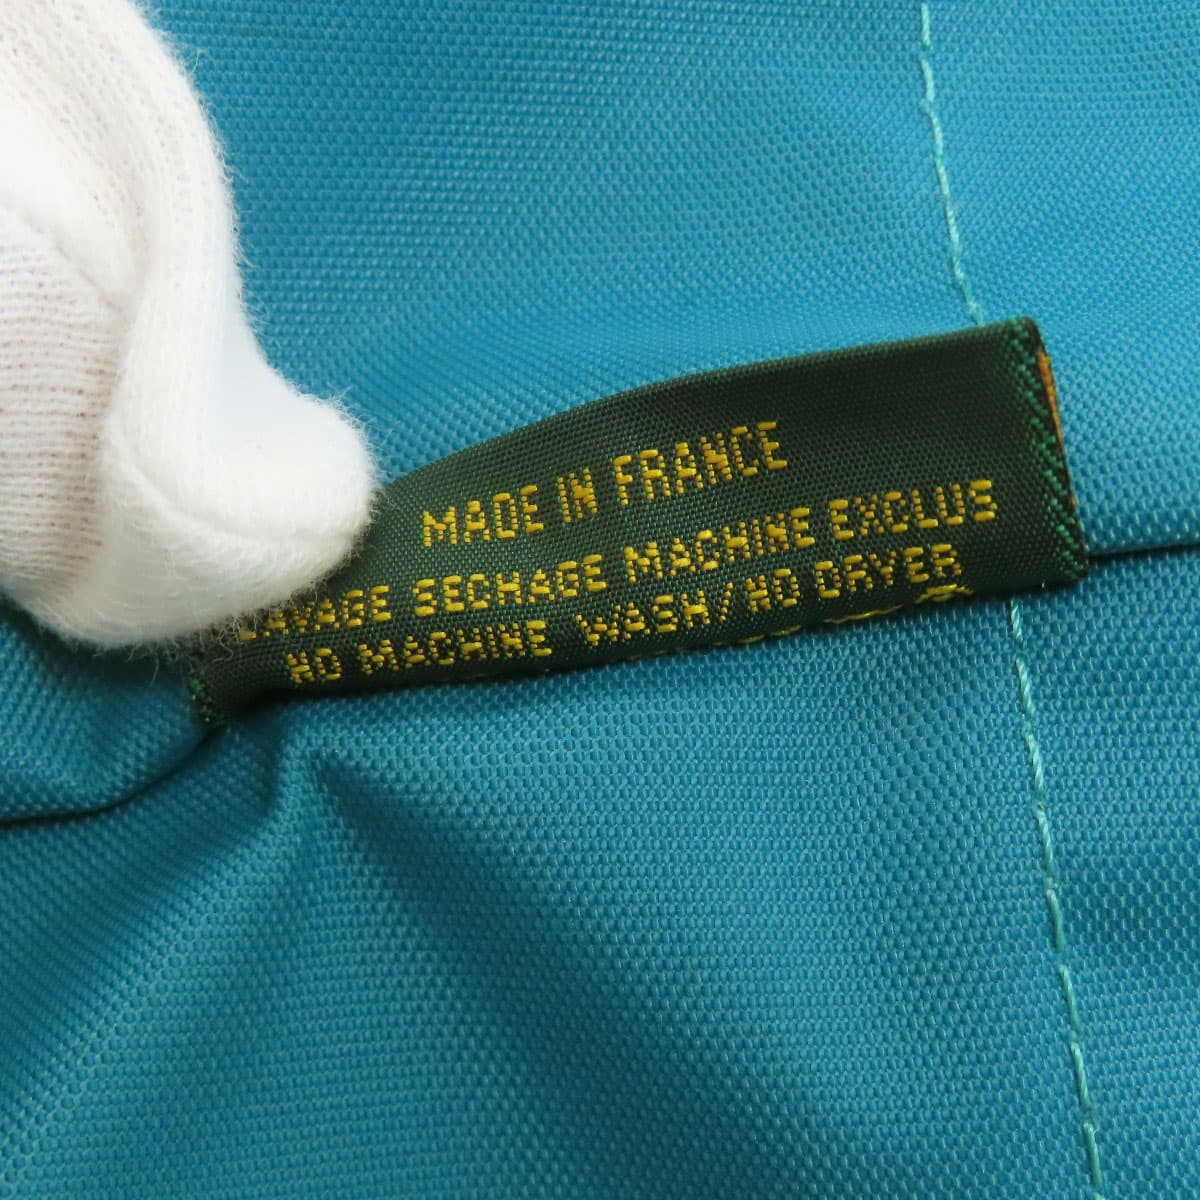 MADE IN FRANCE
LAVAGE SECHAGE MACHINE EXCLUS
NO MACHINE WASH/NO DRYER